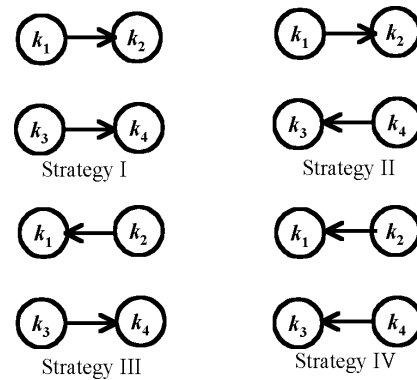 k1 k2 k1 k2
k3 k4 k3 k4
Strategy I Strategy II
k1 k2 k1 k2
k3 k4 k3 k4
Strategy III Strategy IV